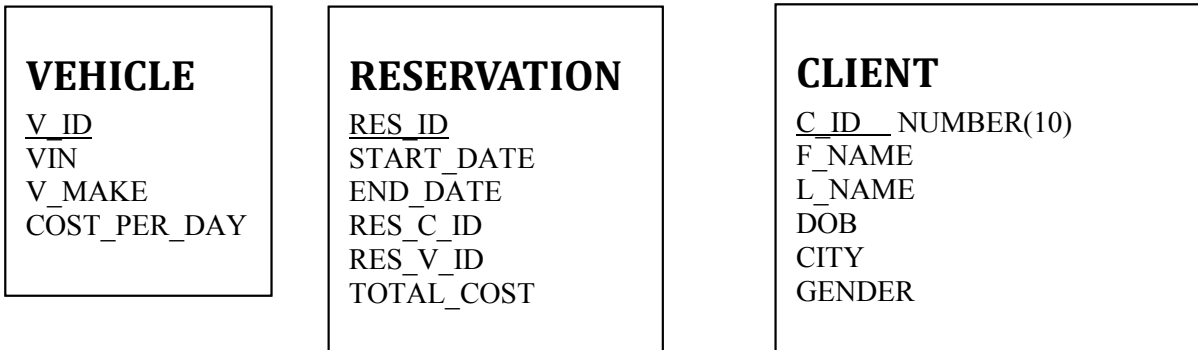 VEHICLE
V_ID
VIN
V_MAKE
COST_PER_DAY
RESERVATION
RES_ID
START_DATE
END_DATE
RES_C_ID
RES_V_ID
TOTAL_COST
CLIENT
C_ID NUMBER(10)
F_NAME
L_NAME
DOB
CITY
GENDER